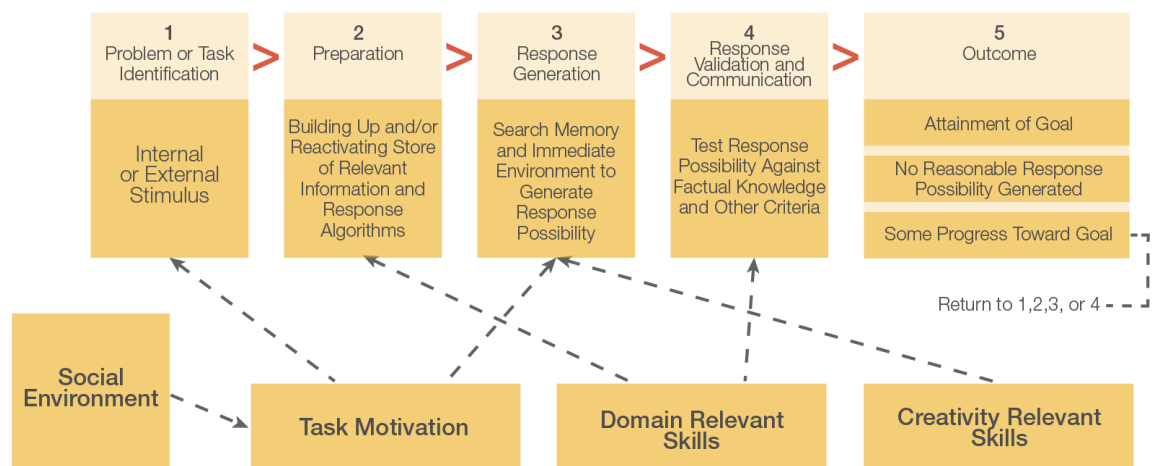 1
Problem or Task
Identification
>
2
Preparation
>
3
Response
Generation
>
4
Response
Validation and
Communication
>
5
Outcome
Internal
or External
Stimulus
Building Up and/or
Reactivating Store
of Relevant
Information and
Response
Algorithms
Search Memory
and Immediate
Environment to
Generate
Response
Possibility
Test Response
Possibility Against
Factual Knowledge
and Other Criteria
Attainment of Goal
No Reasonable Response
Possibility Generated
Some Progress Toward Goal
Return to 1,2,3, or 4
Social
Environment
Task Motivation
Domain Relevant
Skills
Creativity Relevant
Skills